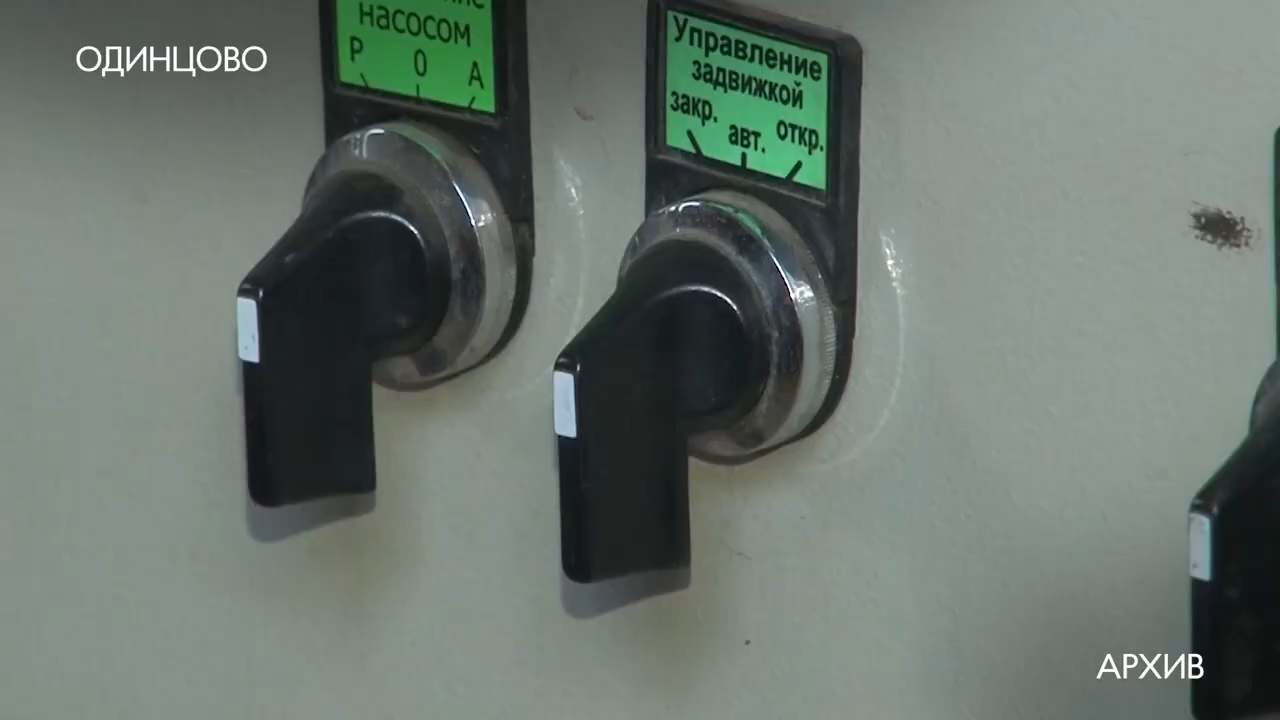 ОДИНЦОВО
насосом
Р 0 А
Управление
задвижкой
закр. авт. откр.
АРХИВ